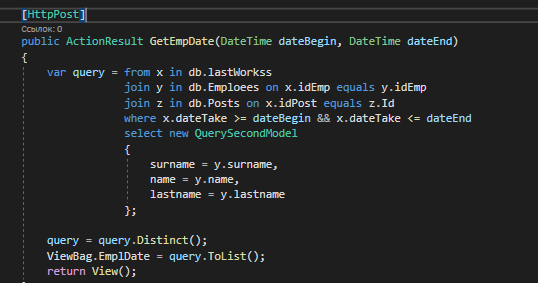 [HttpPost]
Ссылок: 0
public ActionResult GetEmpDate(DateTime dateBegin, DateTime dateEnd)
{
var query = from x in db.lastWorkss
join y in db.Emploees on x.idEmp equals y.idEmp
join z in db.Posts on x.idPost equals z.Id
where x.dateTake >= dateBegin && x.dateTake <= dateEnd
select new QuerySecondModel
{
surname = y.surname,
name = y.name,
lastname = y.lastname
};
query = query.Distinct();
ViewBag.EmplDate = query.ToList();
return View();